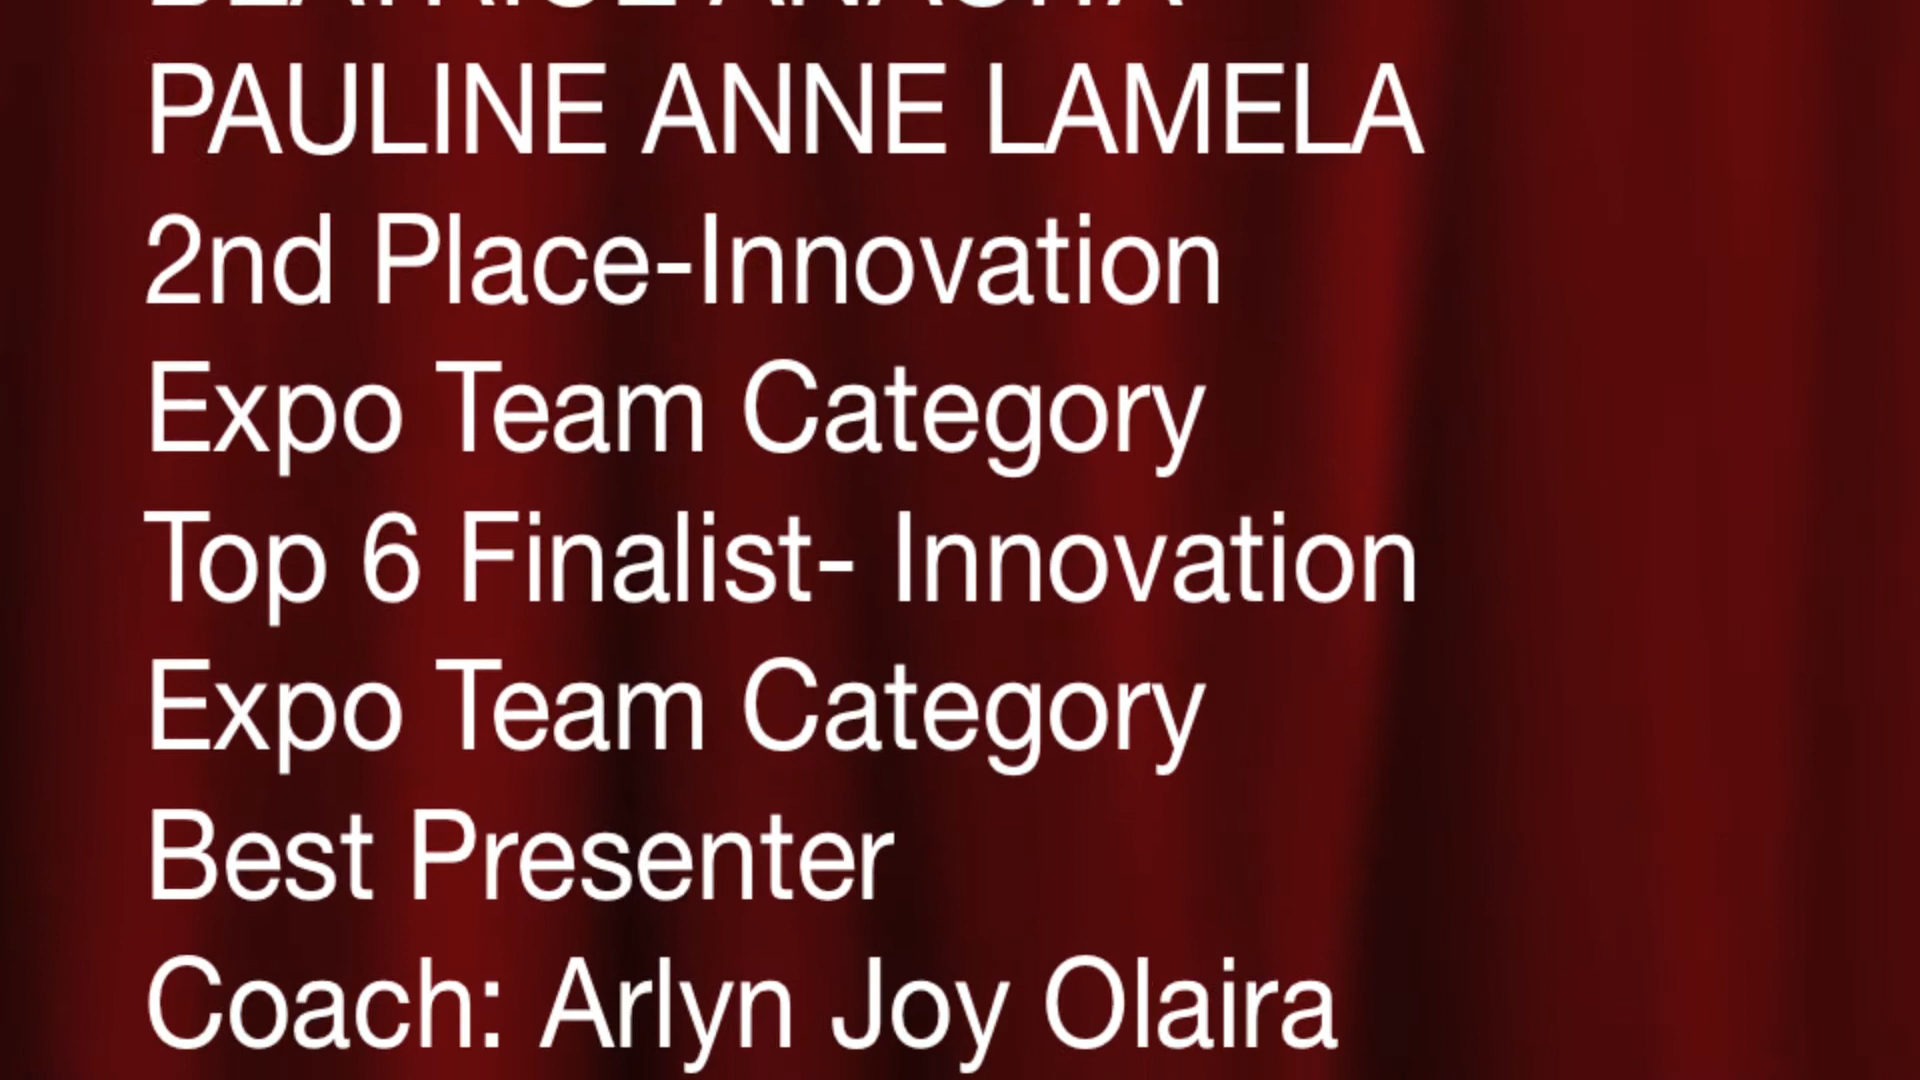 PAULINE ANNE LAMELA
2nd Place-Innovation
Expo Team Category
Top 6 Finalist- Innovation
Expo Team Category
Best Presenter
Coach: Arlyn Joy Olaira